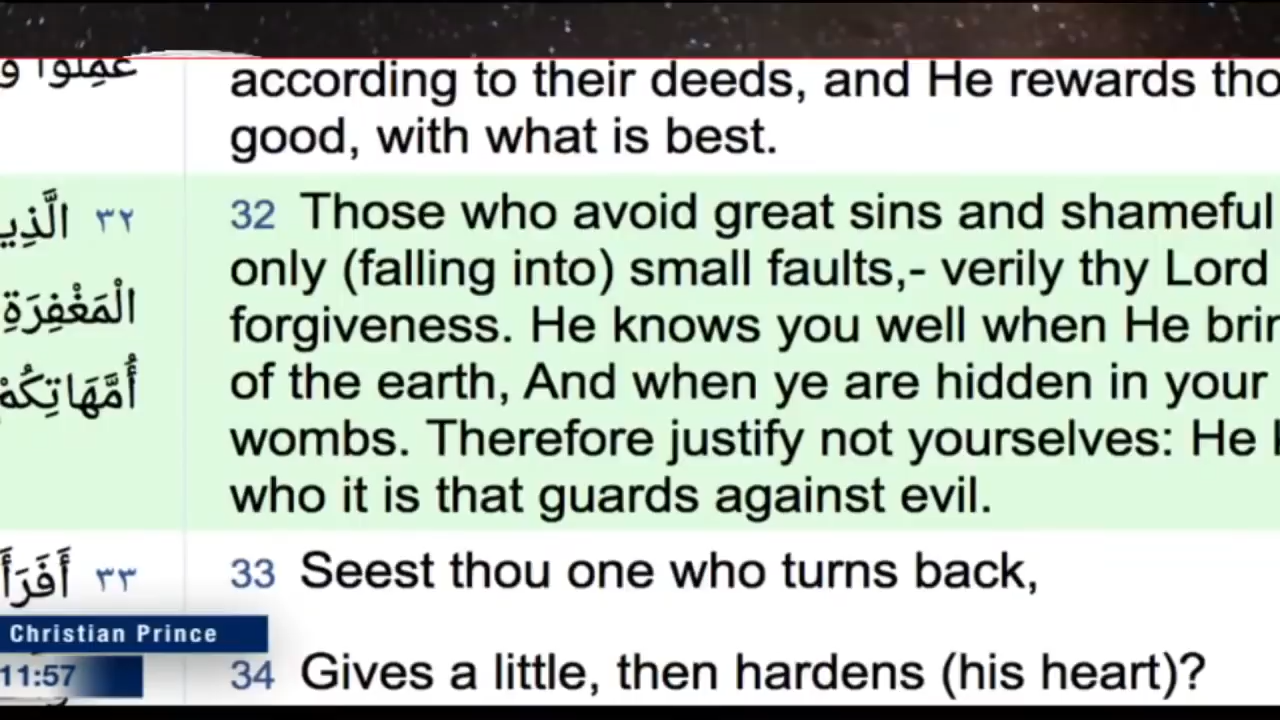 عَمِلُوا و
according to their deeds, and He rewards tho
good, with what is best.
٣٢ الَّذِي
32 Those who avoid great sins and shameful
only (falling into) small faults,- verily thy Lord
الْمَغْفِرَةِ
forgiveness. He knows you well when He brin
أُمَّهَاتِكُمْ
of the earth, And when ye are hidden in your
wombs. Therefore justify not yourselves: He
who it is that guards against evil.
٣٣ أَفَرَأَ
33 Seest thou one who turns back,
Christian Prince
11:57
34 Gives a little, then hardens (his heart)?